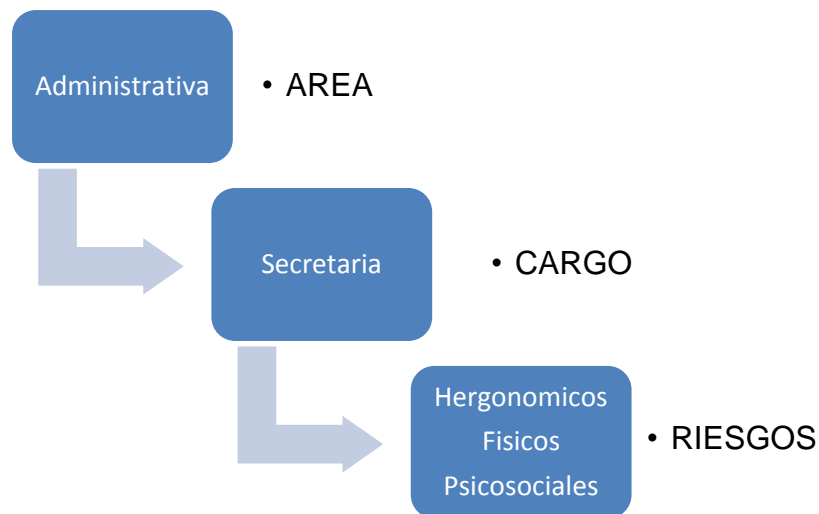 Administrativa
• AREA
Secretaria
• CARGO
Hergonomicos
Fisicos
Psicosociales
• RIESGOS